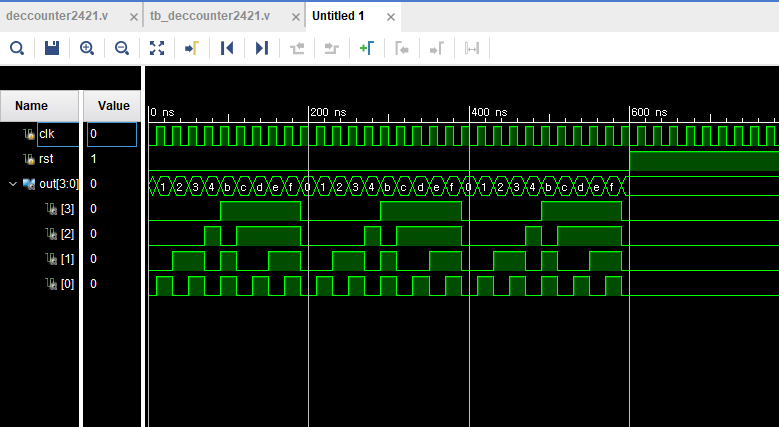 deccounter2421.v × tb_deccounter2421.v × Untitled 1 ×
Name Value 0 ns 200 ns 400 ns 600 ns
clk 0
rst 1
out[3:0] 0 1 2 3 4 b c d e f 0 1 2 3 4 b c d e f 0 1 2 3 4 b c d e f
[3] 0
[2] 0
[1] 0
[0] 0